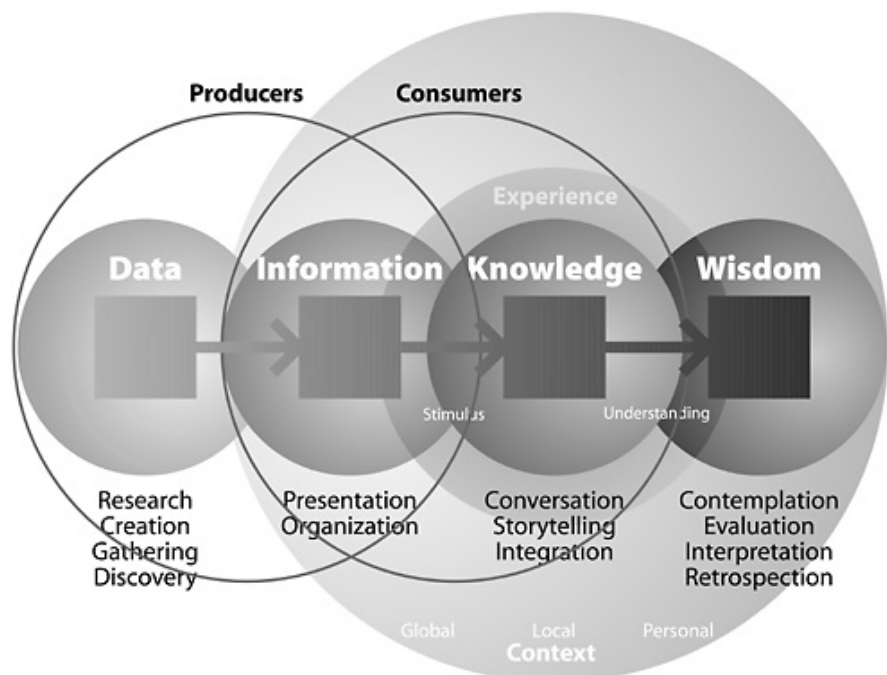 Producers
Consumers
Experience
Data
Information
Knowledge
Wisdom
Stimulus
Understanding
Research
Creation
Gathering
Discovery
Presentation
Organization
Conversation
Storytelling
Integration
Contemplation
Evaluation
Interpretation
Retrospection
Global
Local
Personal
Context